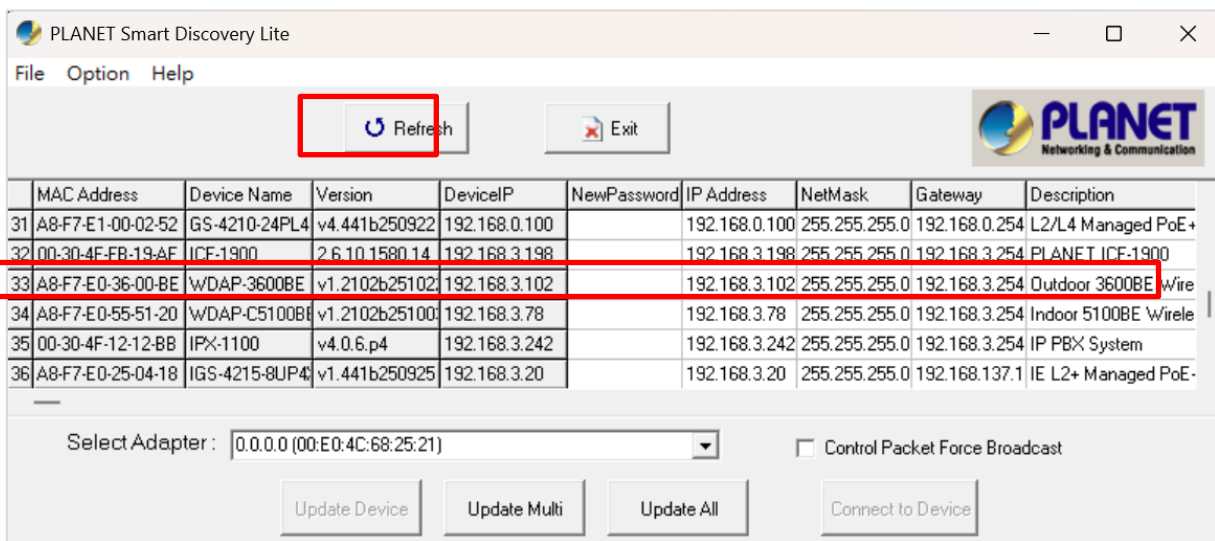 PLANET Smart Discovery Lite
File Option Help
Refresh Exit PLANET
Networking & Communication
MAC Address Device Name Version DeviceIP NewPassword IP Address NetMask Gateway Description
31 A8-F7-E1-00-02-52 GS-4210-24PL4 v4.441b250922 192.168.0.100 192.168.0.100 255.255.255.0 192.168.0.254 L2/L4 Managed PoE+
32 00-30-4F-FB-19-AF ICF-1900 2.6.10.1580.14 192.168.3.198 192.168.3.198 255.255.255.0 192.168.3.254 PLANET ICF-1900
33 A8-F7-E0-36-00-BE WDAP-3600BE v1.2102b25102 192.168.3.102 192.168.3.102 255.255.255.0 192.168.3.254 Outdoor 3600BE Wire
34 A8-F7-E0-55-51-20 WDAP-C5100BE v1.2102b25100 192.168.3.78 192.168.3.78 255.255.255.0 192.168.3.254 Indoor 5100BE Wirele
35 00-30-4F-12-12-BB IPX-1100 v4.0.6.p4 192.168.3.242 192.168.3.242 255.255.255.0 192.168.3.254 IP PBX System
36 A8-F7-E0-25-04-18 IGS-4215-8UP4 v1.441b250925 192.168.3.20 192.168.3.20 255.255.255.0 192.168.137.1 IE L2+ Managed PoE-
Select Adapter : 0.0.0.0 (00:E0:4C:68:25:21) Control Packet Force Broadcast
Update Device Update Multi Update All Connect to Device